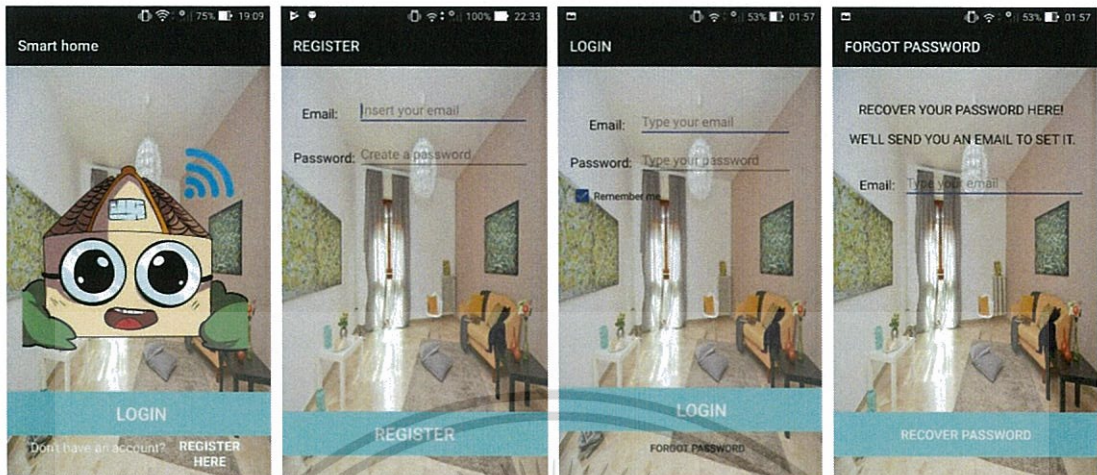 75% 19:09
Smart home
LOGIN
Don't have an account? REGISTER
HERE
100% 22:33
REGISTER
Email: Insert your email
Password: Create a password
REGISTER
53% 01:57
LOGIN
Email: Type your email
Password: Type your password
Remember me
LOGIN
FORGOT PASSWORD
53% 01:57
FORGOT PASSWORD
RECOVER YOUR PASSWORD HERE!
WE'LL SEND YOU AN EMAIL TO SET IT.
Email: Type your email
RECOVER PASSWORD